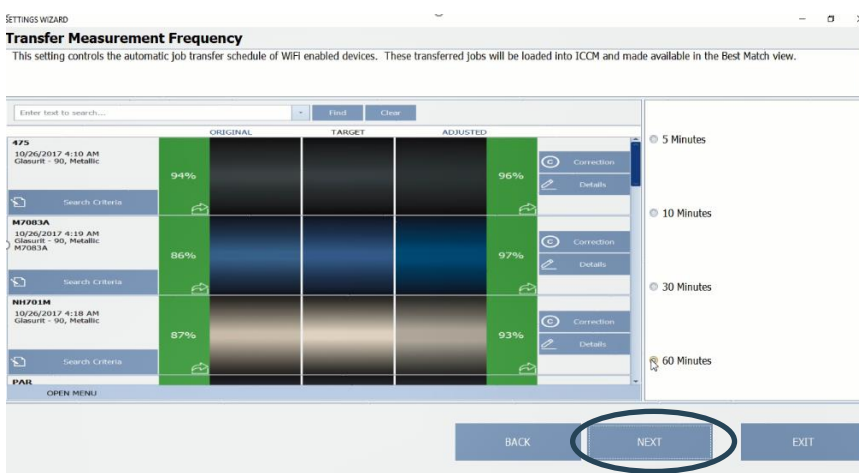 SETTINGS WIZARD
Transfer Measurement Frequency
This setting controls the automatic job transfer schedule of WiFi enabled devices. These transferred jobs will be loaded into ICCM and made available in the Best Match view.
Enter text to search... Find Clear
ORIGINAL TARGET ADJUSTED
475
10/26/2017 4:10 AM
Glasurit - 90, Metallic
94% 96%
C Correction
Details
Search Criteria
M7083A
10/26/2017 4:19 AM
Glasurit - 90, Metallic
M7083A
86% 97%
C Correction
Details
Search Criteria
NH701M
10/26/2017 4:18 AM
Glasurit - 90, Metallic
87% 93%
C Correction
Details
Search Criteria
PAR
OPEN MENU
5 Minutes
10 Minutes
30 Minutes
60 Minutes
BACK NEXT EXIT